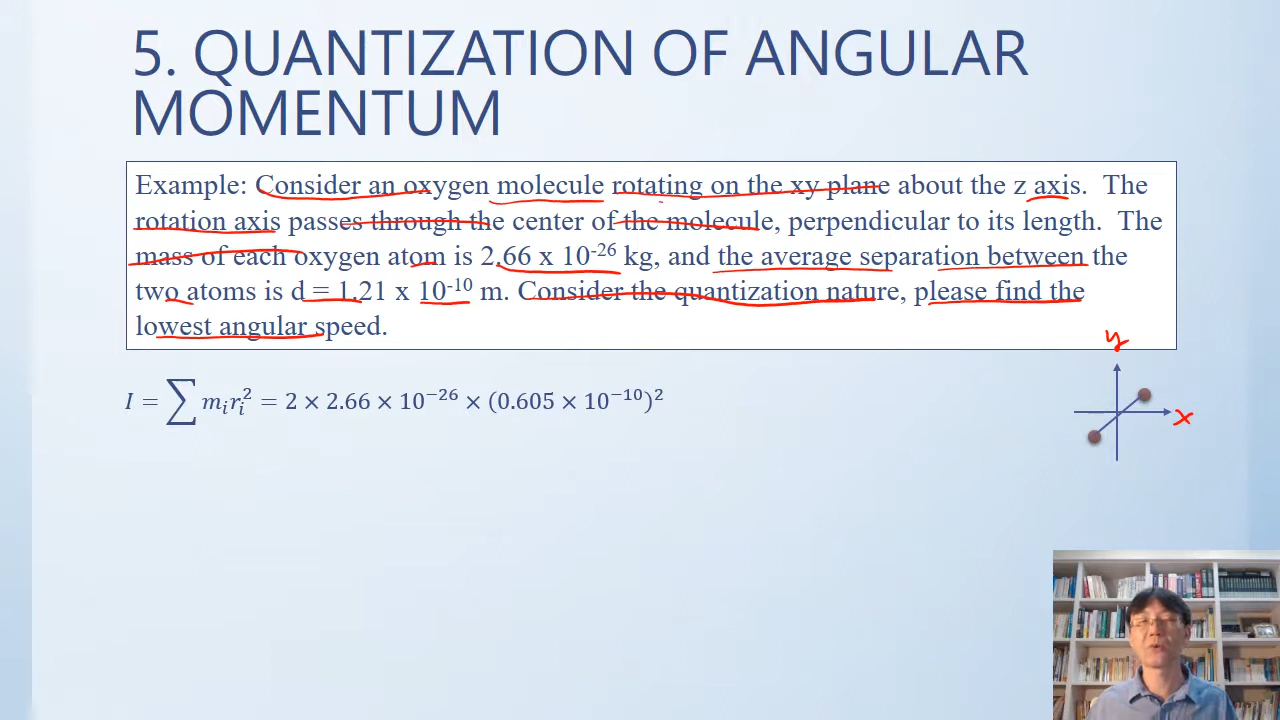 5. QUANTIZATION OF ANGULAR
MOMENTUM
Example: Consider an oxygen molecule rotating on the xy plane about the z axis. The
rotation axis passes through the center of the molecule, perpendicular to its length. The
mass of each oxygen atom is 2.66 x 10⁻²⁶ kg, and the average separation between the
two atoms is d = 1.21 x 10⁻¹⁰ m. Consider the quantization nature, please find the
lowest angular speed.
y
I = ∑ mᵢrᵢ² = 2 × 2.66 × 10⁻²⁶ × (0.605 × 10⁻¹⁰)²
x